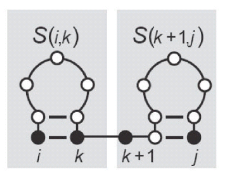 S(i,k) S(k+1,j)
i k k+1 j